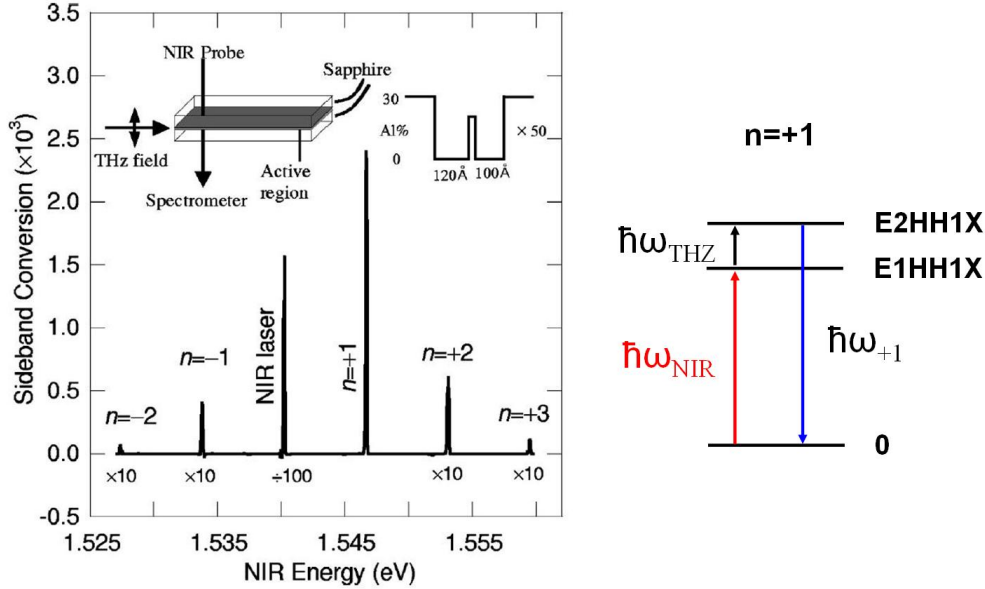 3.5
3.0
2.5
2.0
1.5
1.0
0.5
0.0
-0.5
Sideband Conversion (×10³)
1.525
1.535
1.545
1.555
NIR Energy (eV)
NIR Probe
Sapphire
THz field
Spectrometer
Active
region
30
Al%
0
120Å
100Å
× 50
n=−2
×10
n=−1
×10
NIR laser
÷100
n=+1
n=+2
×10
n=+3
×10
n=+1
E2HH1X
ħω_THZ
E1HH1X
ħω_NIR
ħω_+1
0